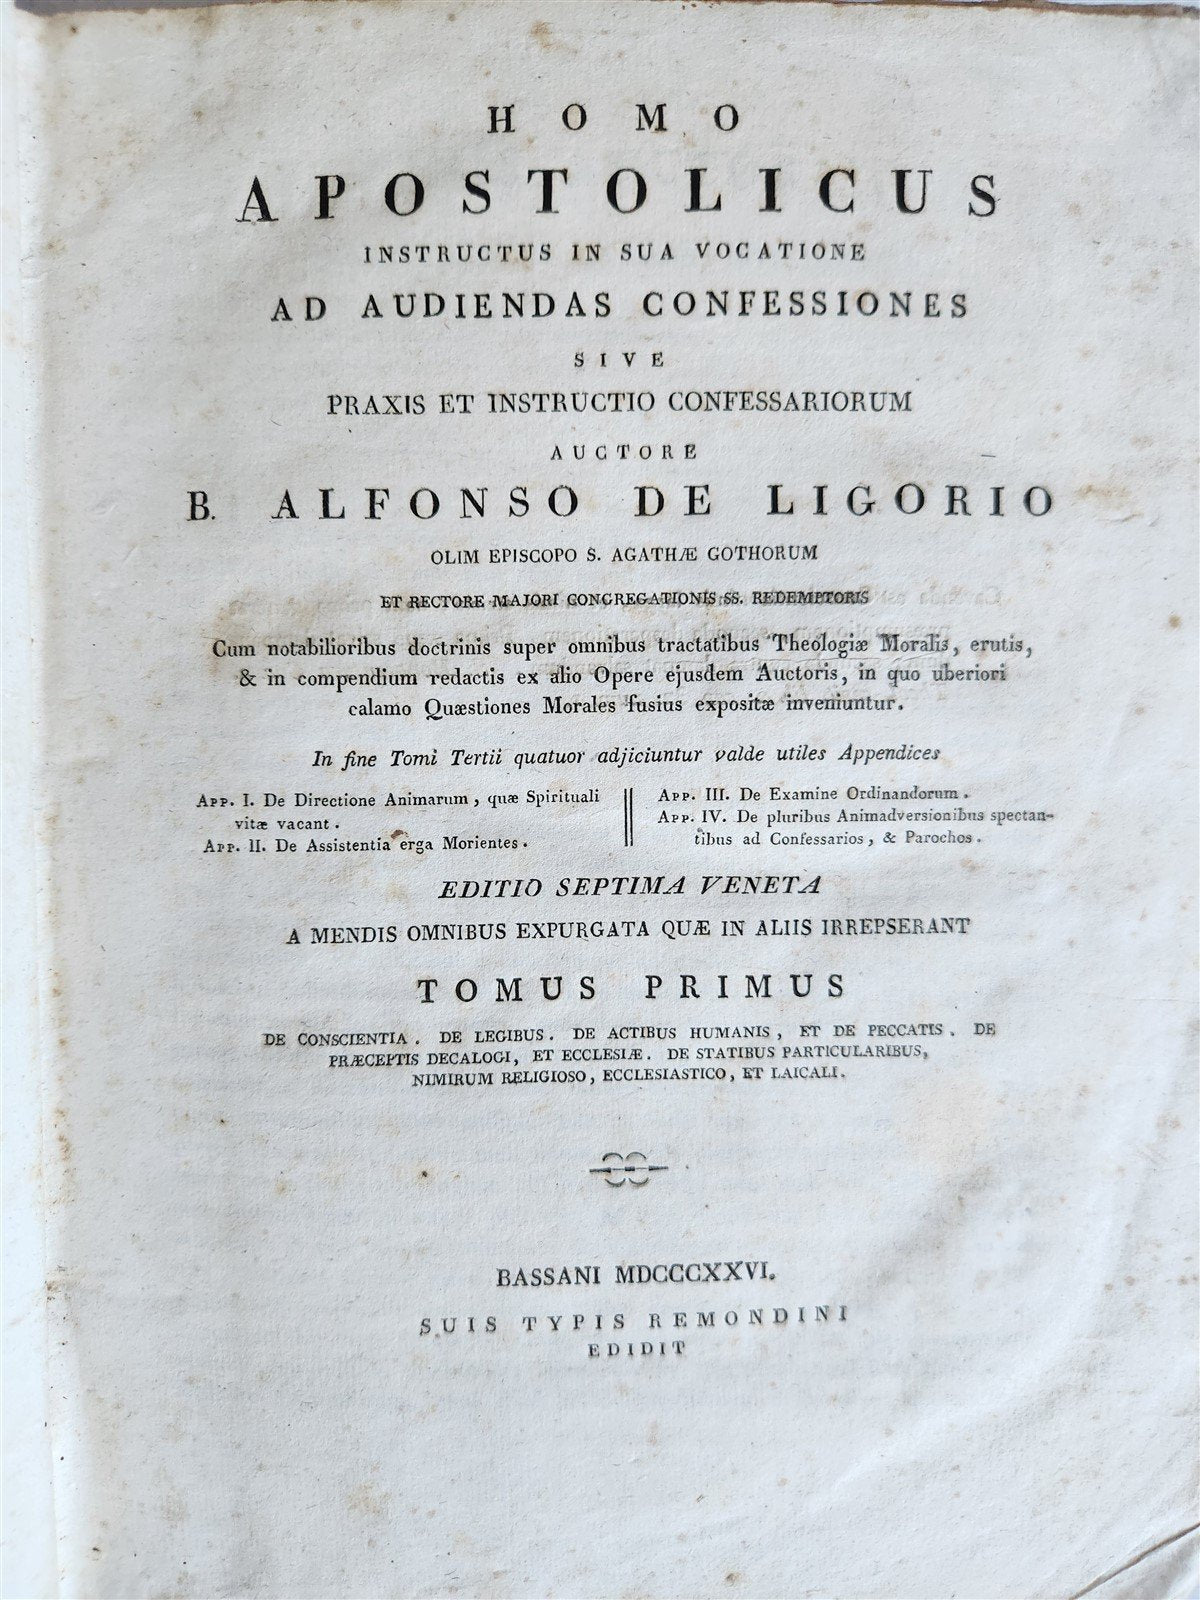 HOMO
APOSTOLICUS
INSTRUCTUS IN SUA VOCATIONE
AD AUDIENDAS CONFESSIONES
SIVE
PRAXIS ET INSTRUCTIO CONFESSARIORUM
AUCTORE
B. ALFONSO DE LIGORIO
OLIM EPISCOPO S. AGATHÆ GOTHORUM
ET RECTORE MAJORI CONGREGATIONIS SS. REDEMPTORIS
Cum notabilioribus doctrinis super omnibus tractatibus Theologiæ Moralis, erutis,
& in compendium redactis ex alio Opere ejusdem Auctoris, in quo uberiori
calamo Quæstiones Morales fusius expositæ inveniuntur.
In fine Tomi Tertii quatuor adjiciuntur valde utiles Appendices
App. I. De Directione Animarum, quæ Spirituali
vitæ vacant.
App. II. De Assistentia erga Morientes.
App. III. De Examine Ordinandorum.
App. IV. De pluribus Animadversionibus spectan-
tibus ad Confessarios, & Parochos.
EDITIO SEPTIMA VENETA
A MENDIS OMNIBUS EXPURGATA QUÆ IN ALIIS IRREPSERANT
TOMUS PRIMUS
DE CONSCIENTIA. DE LEGIBUS. DE ACTIBUS HUMANIS, ET DE PECCATIS. DE
PRÆCEPTIS DECALOGI, ET ECCLESIÆ. DE STATIBUS PARTICULARIBUS,
NIMIRUM RELIGIOSO, ECCLESIASTICO, ET LAICALI.
BASSANI MDCCCXXVI.
SUIS TYPIS REMONDINI
EDIDIT